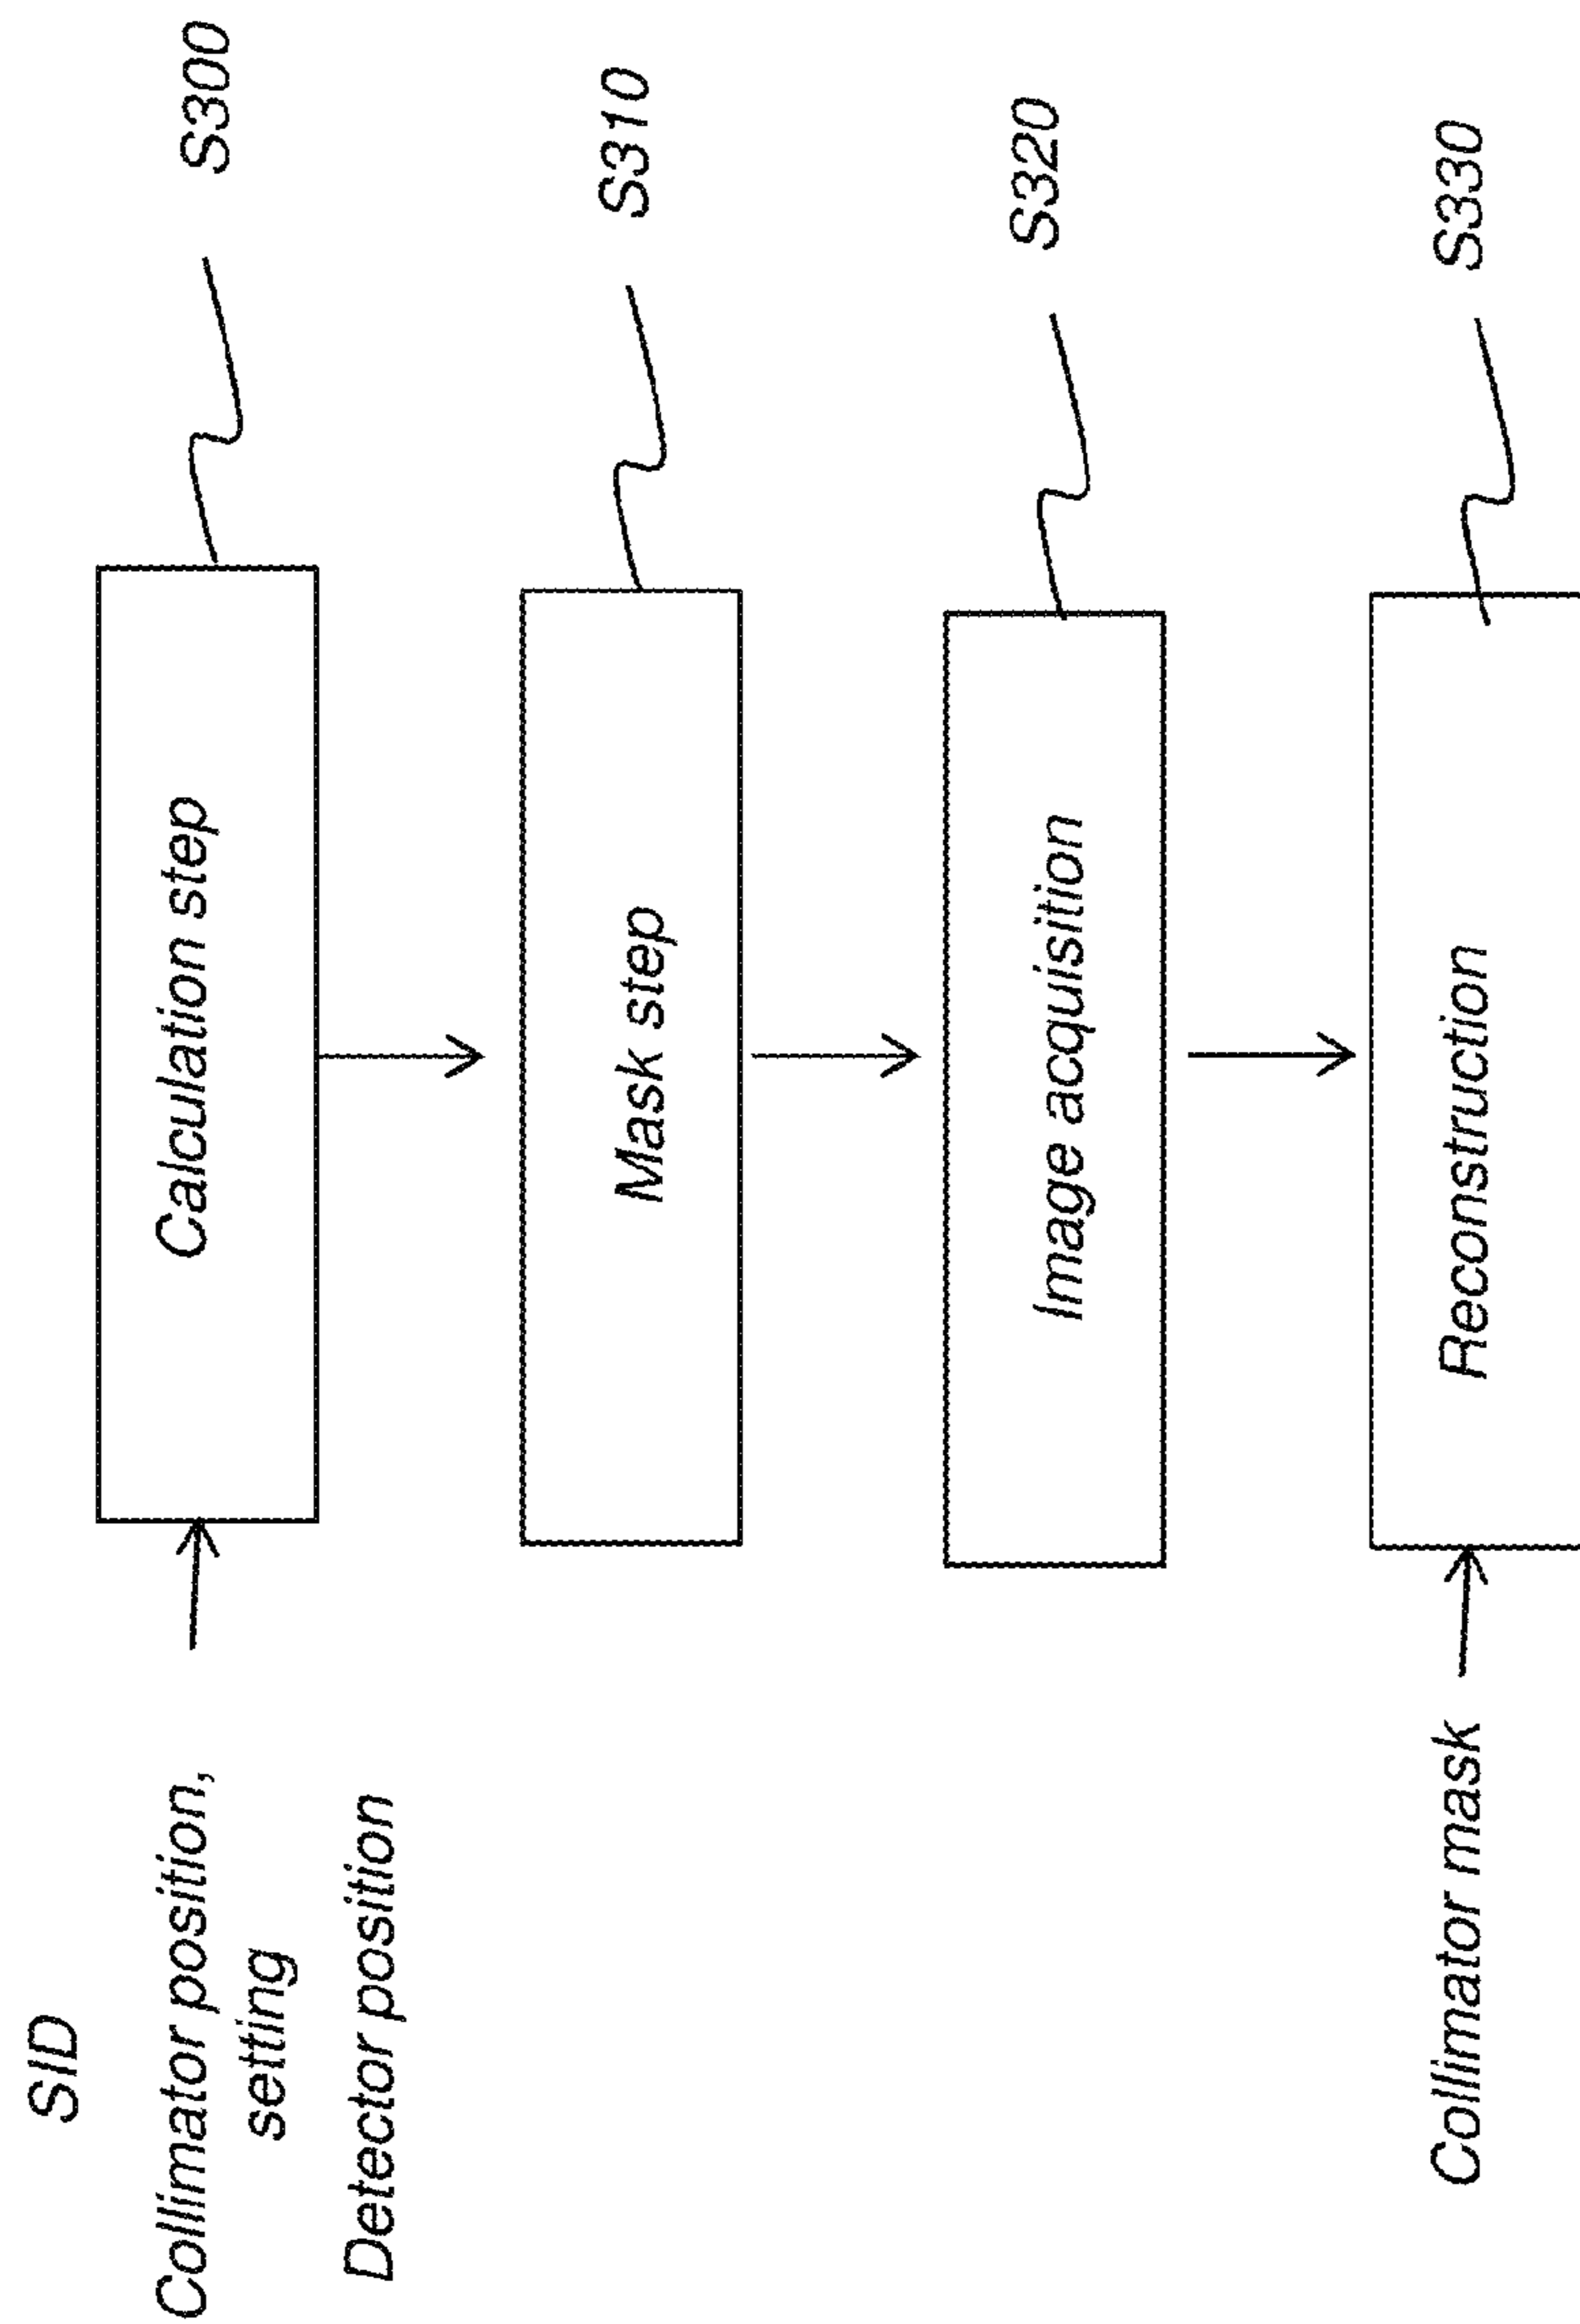 SID
Collimator position,
setting
Detector position
Calculation step
S300
Mask step
S310
Image acquisition
S320
Collimator mask
Reconstruction
S330